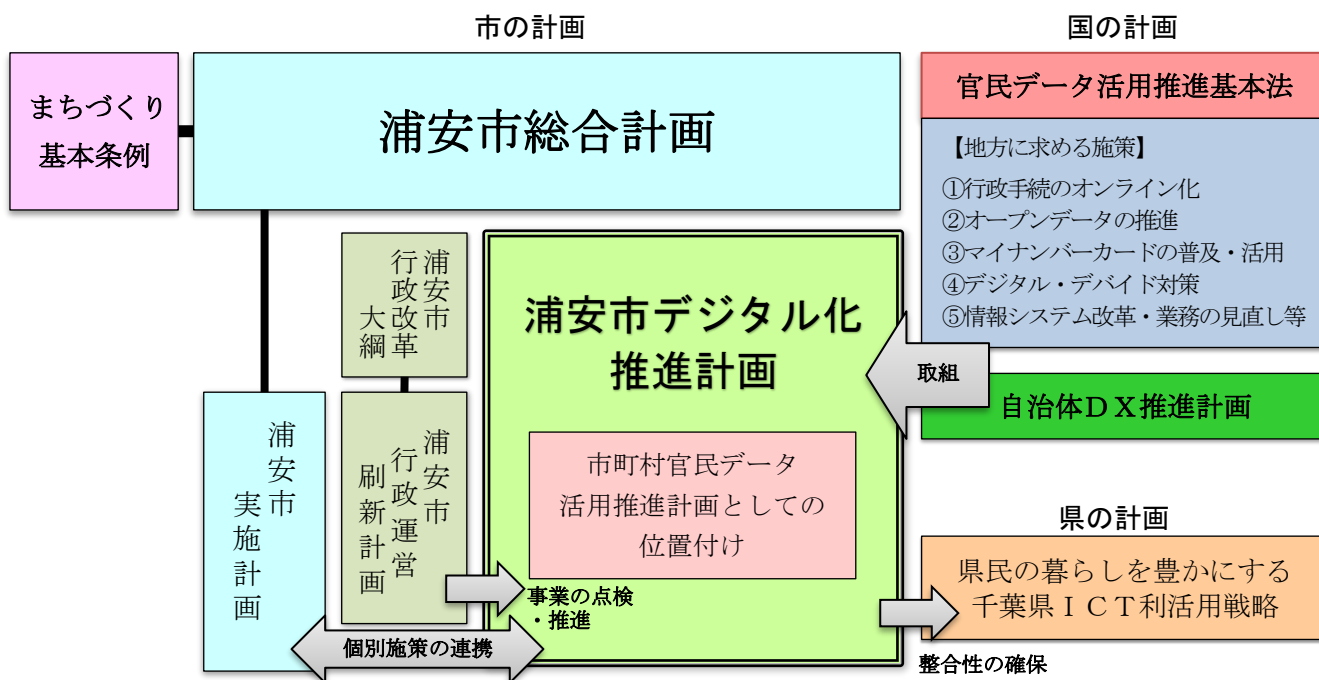 市の計画
まちづくり
基本条例
浦安市総合計画
浦安市
行政改革
大綱
浦安市
実施計画
浦安市
行政運営
刷新計画
浦安市デジタル化
推進計画
市町村官民データ
活用推進計画としての
位置付け
事業の点検
・推進
個別施策の連携
国の計画
官民データ活用推進基本法
【地方に求める施策】
①行政手続のオンライン化
②オープンデータの推進
③マイナンバーカードの普及・活用
④デジタル・デバイド対策
⑤情報システム改革・業務の見直し等
取組
自治体DX推進計画
県の計画
県民の暮らしを豊かにする
千葉県ICT利活用戦略
整合性の確保